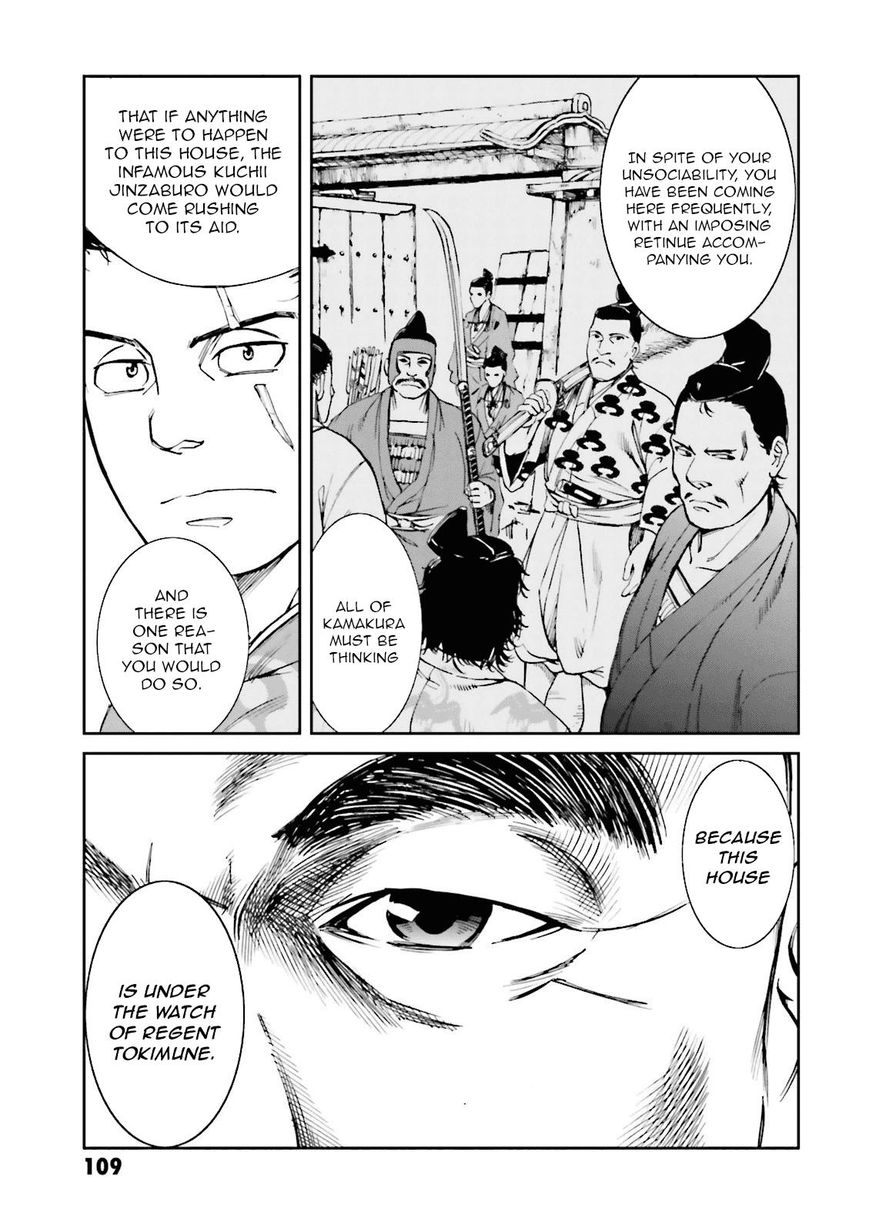 IN SPITE OF YOUR
UNSOCIABILITY, YOU
HAVE BEEN COMING
HERE FREQUENTLY,
WITH AN IMPOSING
RETINUE ACCOM-
PANYING YOU.
ALL OF
KAMAKURA
MUST BE
THINKING
THAT IF ANYTHING
WERE TO HAPPEN
TO THIS HOUSE, THE
INFAMOUS KUCHII
JINZABURO WOULD
COME RUSHING
TO ITS AID.
AND
THERE IS
ONE REA-
SON THAT
YOU WOULD
DO SO.
BECAUSE
THIS
HOUSE
IS UNDER
THE WATCH
OF REGENT
TOKIMUNE.
109